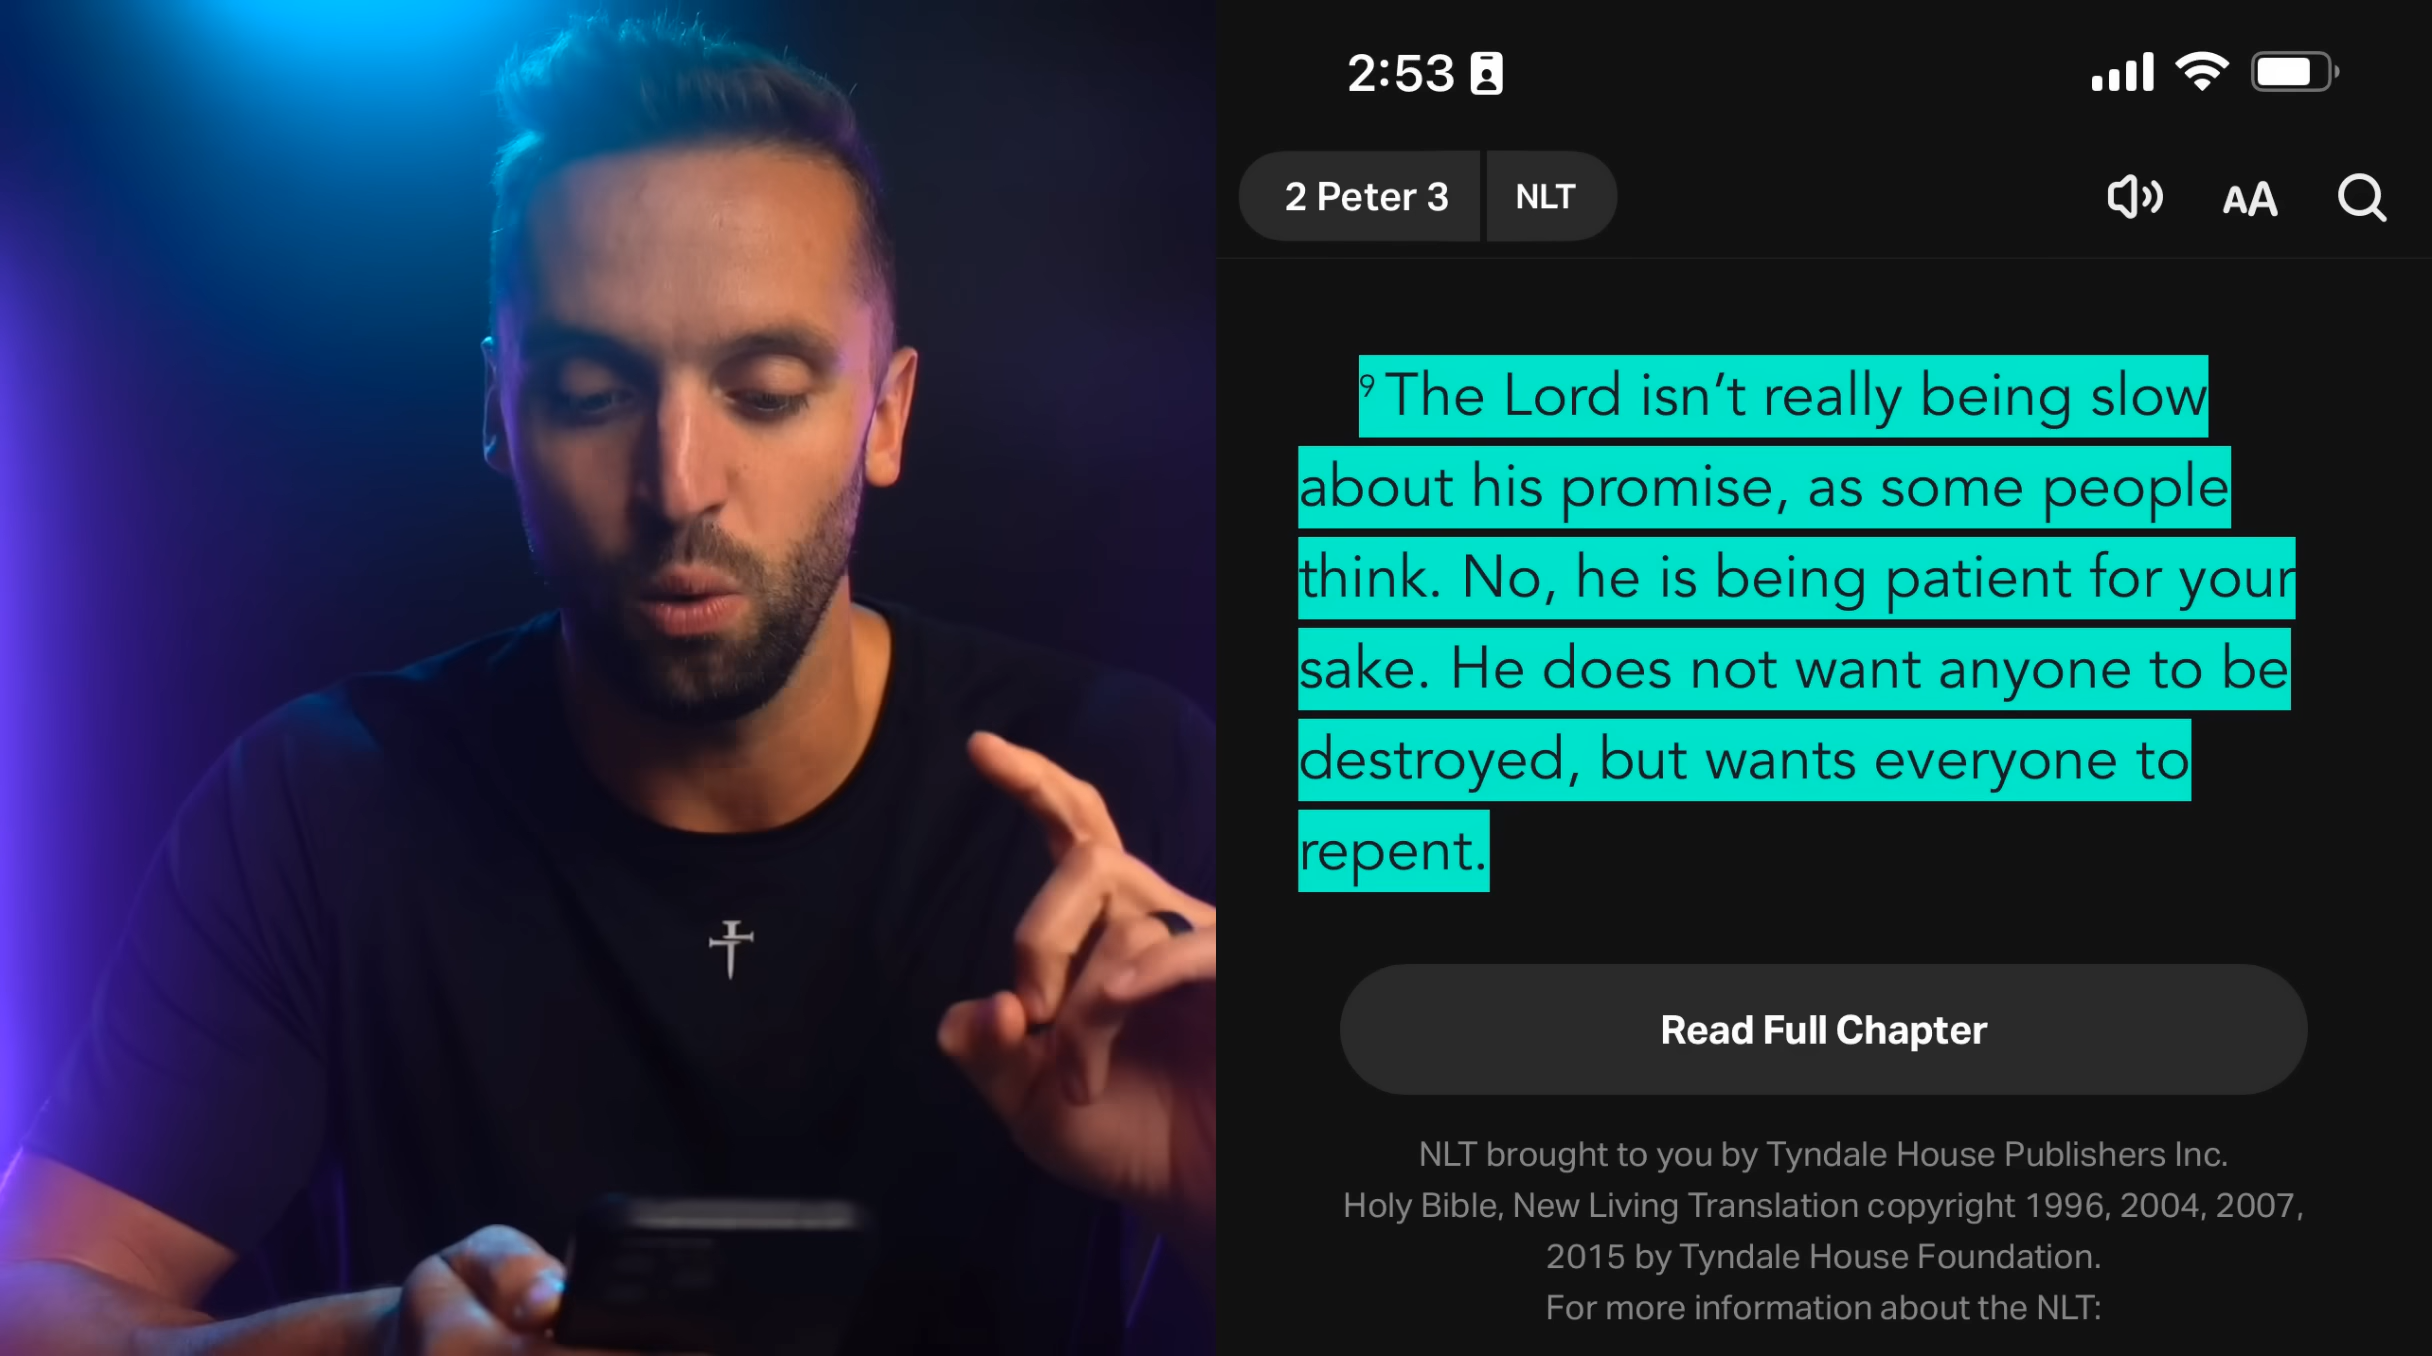 2:53
2 Peter 3 NLT AA
9 The Lord isn’t really being slow
about his promise, as some people
think. No, he is being patient for your
sake. He does not want anyone to be
destroyed, but wants everyone to
repent.
Read Full Chapter
NLT brought to you by Tyndale House Publishers Inc.
Holy Bible, New Living Translation copyright 1996, 2004, 2007,
2015 by Tyndale House Foundation.
For more information about the NLT: